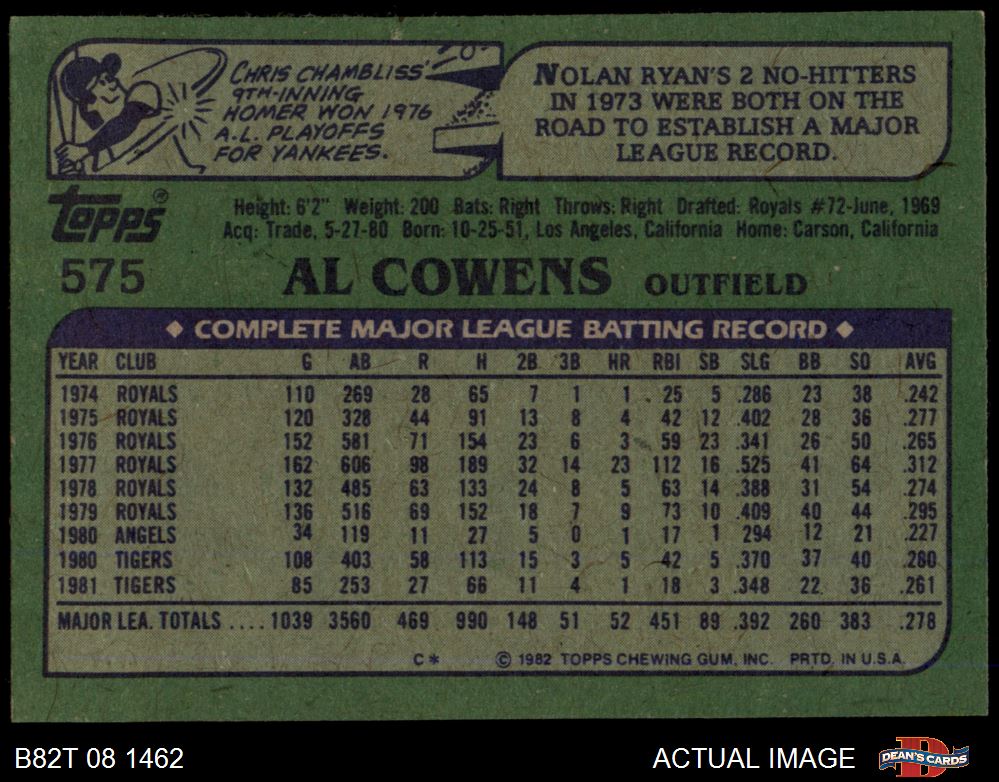 CHRIS CHAMBLISS'
9TH-INNING
HOMER WON 1976
A.L. PLAYOFFS
FOR YANKEES.
NOLAN RYAN'S 2 NO-HITTERS
IN 1973 WERE BOTH ON THE
ROAD TO ESTABLISH A MAJOR
LEAGUE RECORD.
TOPPS®
Height: 6'2" Weight: 200 Bats: Right Throws: Right Drafted: Royals #72-June, 1969
Acq: Trade, 5-27-80 Born: 10-25-51, Los Angeles, California Home: Carson, California
575 AL COWENS OUTFIELD
◆ COMPLETE MAJOR LEAGUE BATTING RECORD ◆
YEAR CLUB G AB R H 2B 3B HR RBI SB SLG BB SO AVG
1974 ROYALS 110 269 28 65 7 1 1 25 5 .286 23 38 .242
1975 ROYALS 120 328 44 91 13 8 4 42 12 .402 28 36 .277
1976 ROYALS 152 581 71 154 23 6 3 59 23 .341 26 50 .265
1977 ROYALS 162 606 98 189 32 14 23 112 16 .525 41 64 .312
1978 ROYALS 132 485 63 133 24 8 5 63 14 .388 31 54 .274
1979 ROYALS 136 516 69 152 18 7 9 73 10 .409 40 44 .295
1980 ANGELS 34 119 11 27 5 0 1 17 1 .294 12 21 .227
1980 TIGERS 108 403 58 113 15 3 5 42 5 .370 37 40 .280
1981 TIGERS 85 253 27 66 11 4 1 18 3 .348 22 36 .261
MAJOR LEA. TOTALS .... 1039 3560 469 990 148 51 52 451 89 .392 260 383 .278
C* © 1982 TOPPS CHEWING GUM, INC. PRTD. IN U.S.A.
B82T 08 1462 ACTUAL IMAGE DEAN'S CARDS